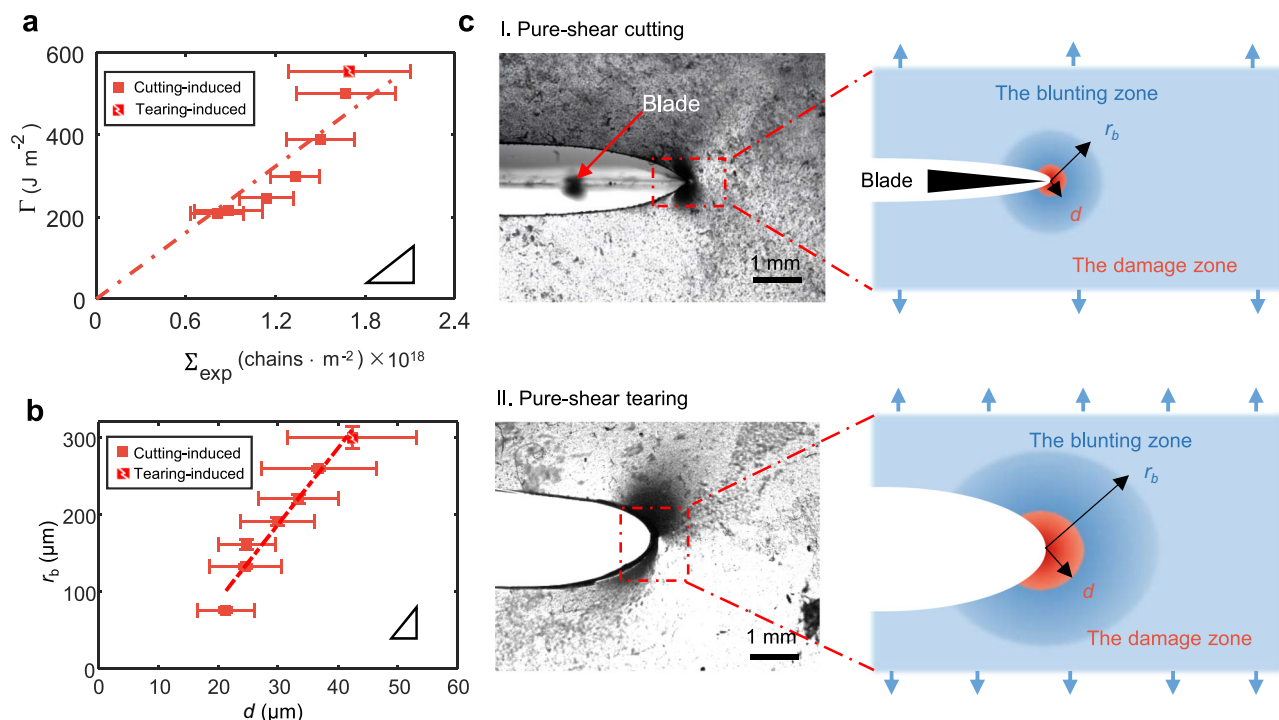 a
600
400
200
0
Γ (J m⁻²)
Cutting-induced
Tearing-induced
0 0.6 1.2 1.8 2.4
Σexp (chains · m⁻²) ×10¹⁸
b
300
200
100
0
r_b (µm)
Cutting-induced
Tearing-induced
0 10 20 30 40 50 60
d (µm)
c
I. Pure-shear cutting
Blade
1 mm
The blunting zone
r_b
Blade
d
The damage zone
II. Pure-shear tearing
1 mm
The blunting zone
r_b
d
The damage zone